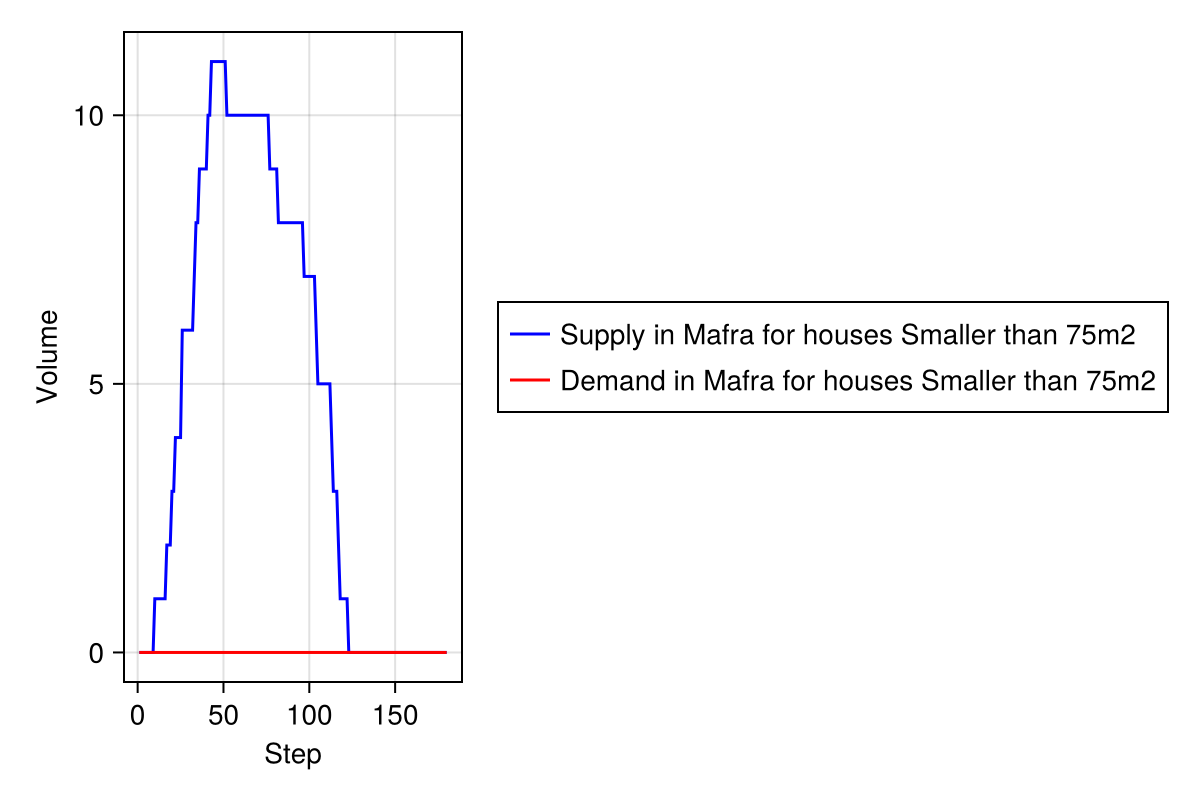 Volume
10
5
0
0 50 100 150
Step
Supply in Mafra for houses Smaller than 75m2
Demand in Mafra for houses Smaller than 75m2